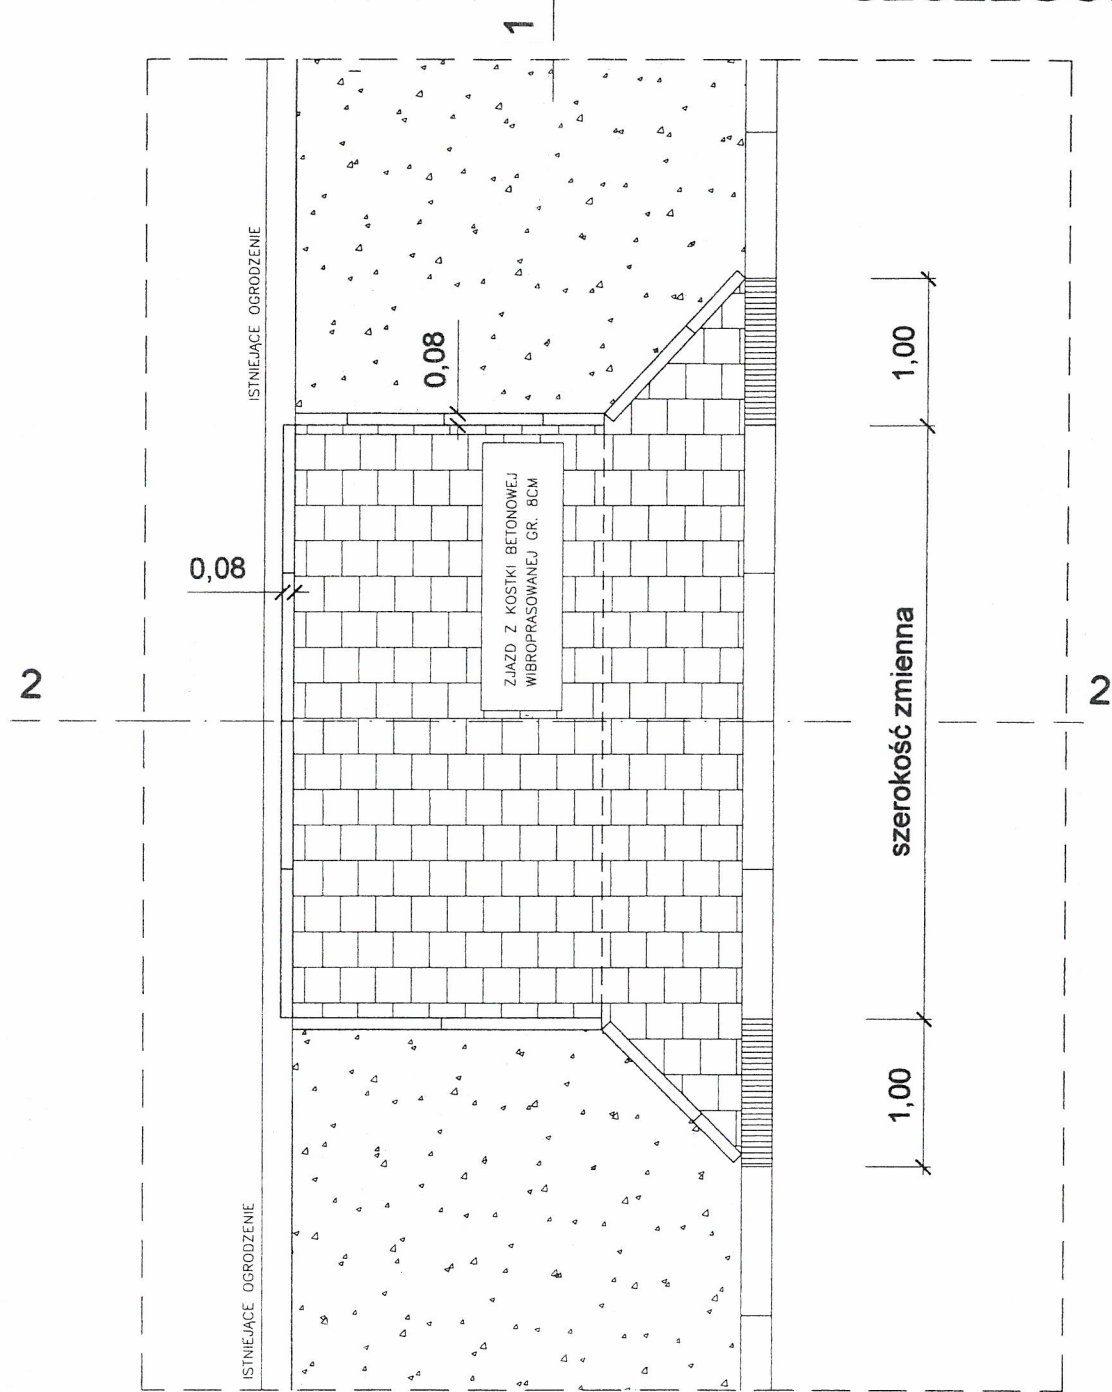 1
ISTNIEJĄCE OGRODZENIE
0,08
1,00
0,08
ZJAZD Z KOSTKI BETONOWEJ
WIBROPRASOWANEJ GR. 8CM
szerokość zmienna
2
2
1,00
ISTNIEJĄCE OGRODZENIE